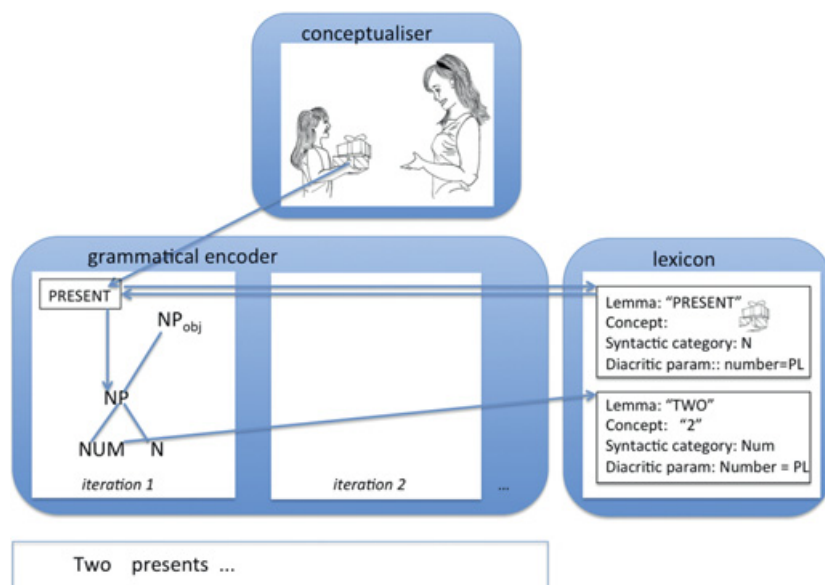 conceptualiser
grammatical encoder
PRESENT
NPobj
NP
NUM N
iteration 1
iteration 2
...
lexicon
Lemma: “PRESENT”
Concept:
Syntactic category: N
Diacritic param:: number=PL
Lemma: “TWO”
Concept: “2”
Syntactic category: Num
Diacritic param: Number = PL
Two presents ...